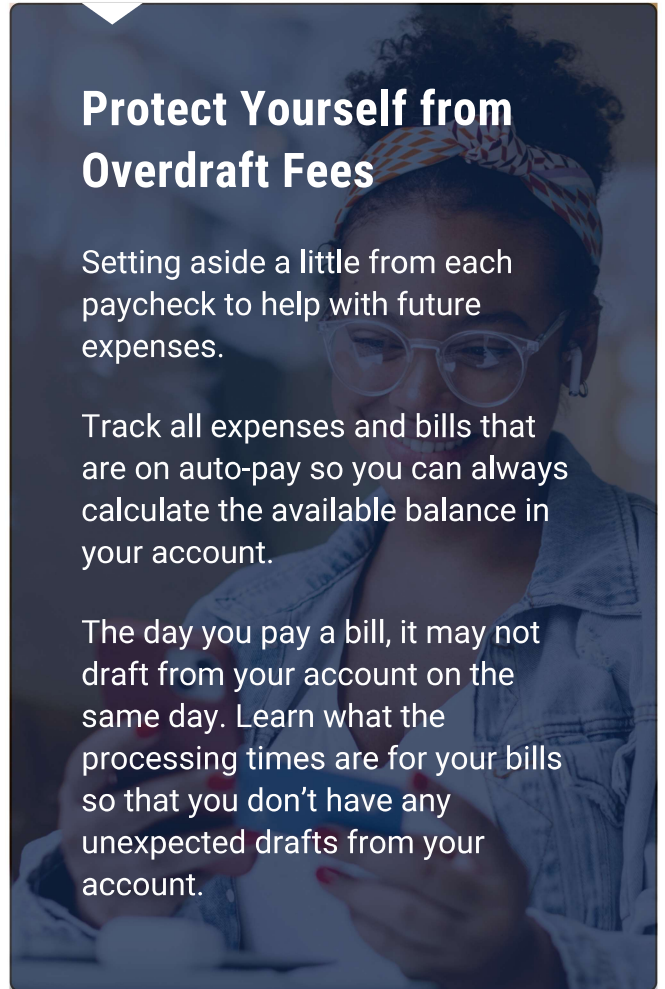 Protect Yourself from
Overdraft Fees
Setting aside a little from each
paycheck to help with future
expenses.
Track all expenses and bills that
are on auto-pay so you can always
calculate the available balance in
your account.
The day you pay a bill, it may not
draft from your account on the
same day. Learn what the
processing times are for your bills
so that you don’t have any
unexpected drafts from your
account.